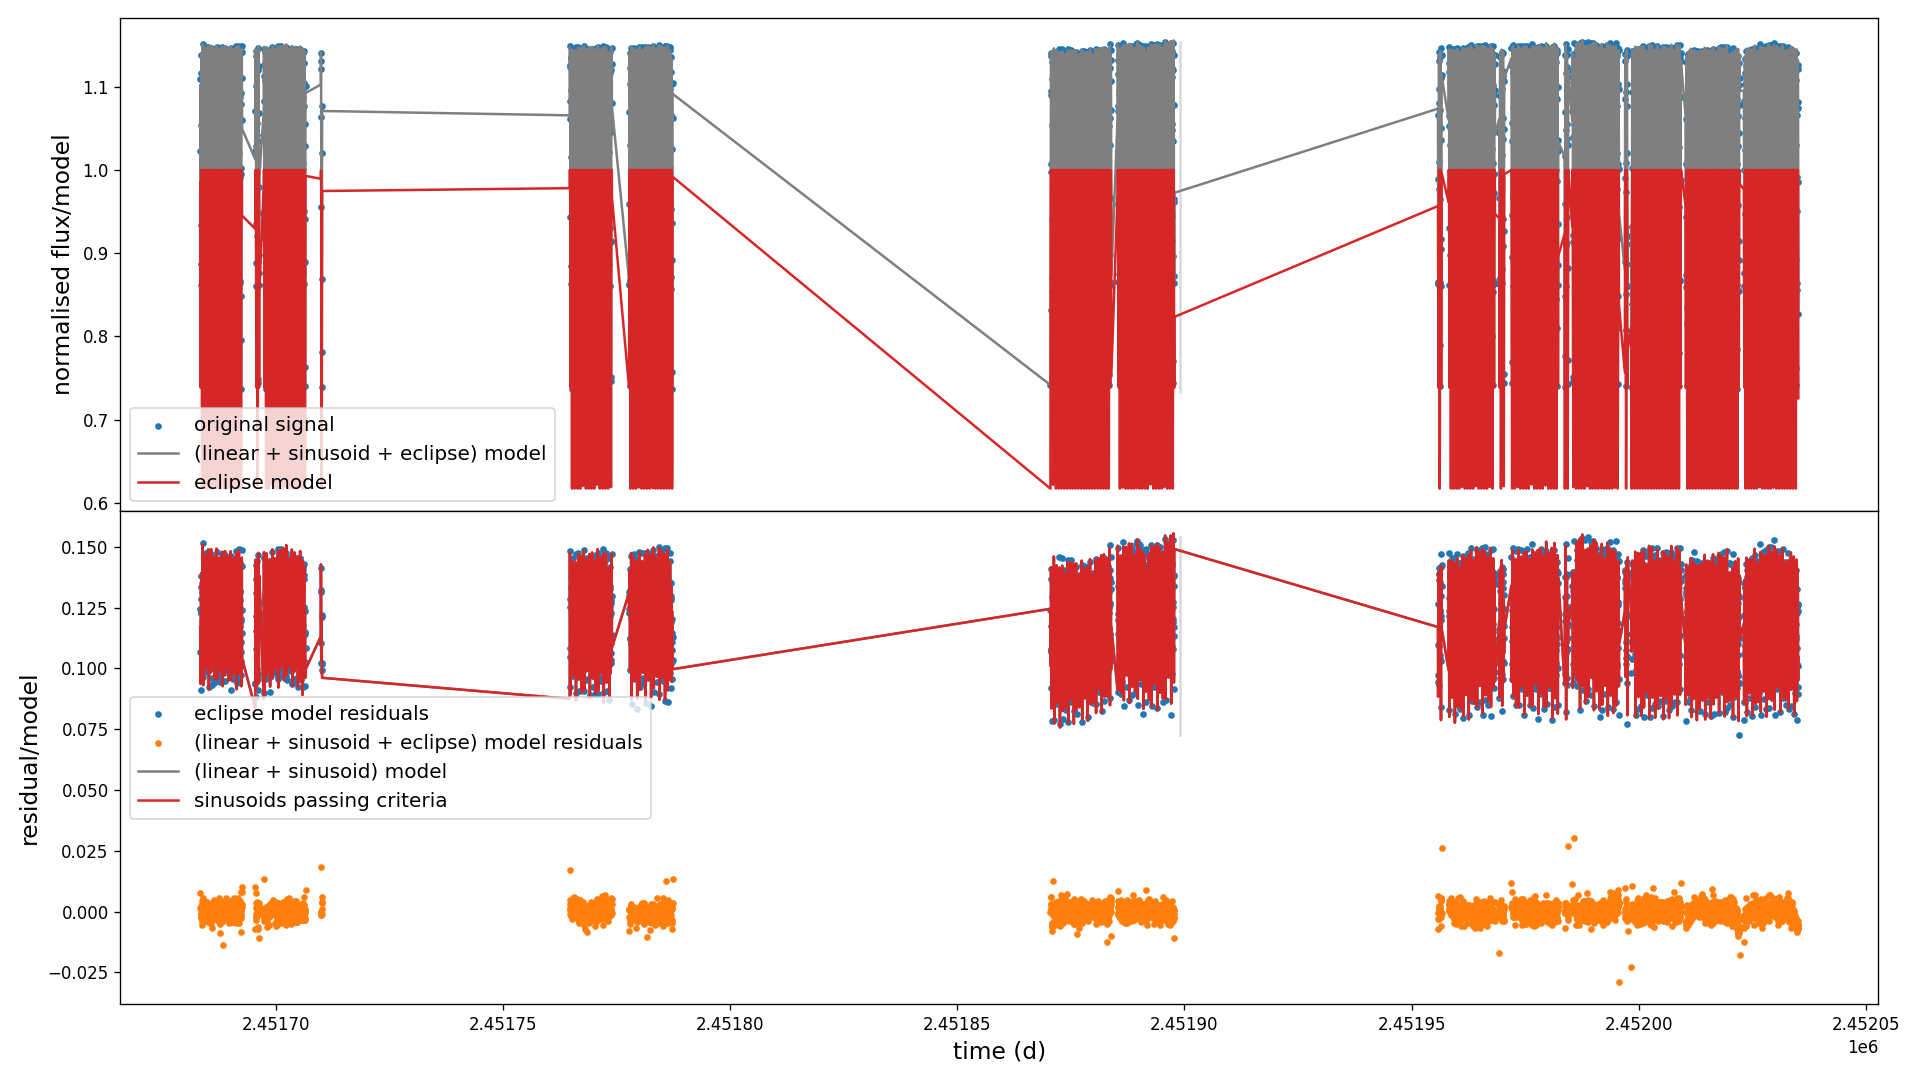 1.1
1.0
0.9
0.8
0.7
0.6
normalised flux/model
original signal
(linear + sinusoid + eclipse) model
eclipse model
0.150
0.125
0.100
0.075
0.050
0.025
0.000
−0.025
residual/model
eclipse model residuals
(linear + sinusoid + eclipse) model residuals
(linear + sinusoid) model
sinusoids passing criteria
2.45170 2.45175 2.45180 2.45185 2.45190 2.45195 2.45200 2.45205
1e6
time (d)